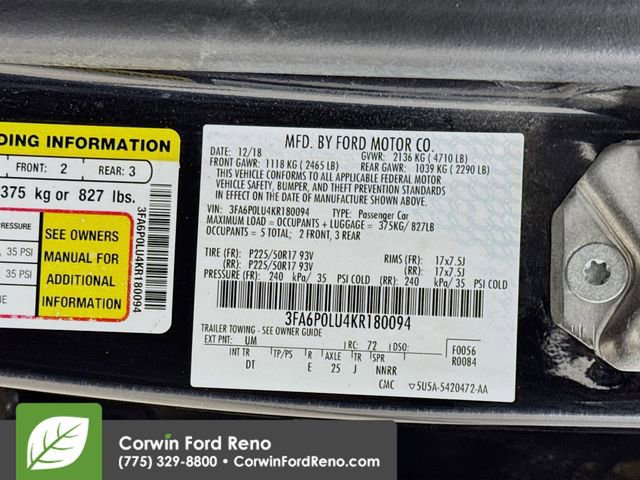 DING INFORMATION
FRONT: 2 REAR: 3
375 kg or 827 lbs.
PRESSURE
35 PSI
35 PSI
NE
SEE OWNERS
MANUAL FOR
ADDITIONAL
INFORMATION
3FA6P0LU4KR180094
MFD. BY FORD MOTOR CO.
DATE: 12/18 GVWR: 2136 KG ( 4710 LB)
FRONT GAWR: 1118 KG ( 2465 LB) REAR GAWR: 1039 KG ( 2290 LB)
THIS VEHICLE CONFORMS TO ALL APPLICABLE FEDERAL MOTOR
VEHICLE SAFETY, BUMPER, AND THEFT PREVENTION STANDARDS
IN EFFECT ON THE DATE OF MANUFACTURE SHOWN ABOVE.
VIN: 3FA6P0LU4KR180094 TYPE: Passenger Car
MAXIMUM LOAD = OCCUPANTS + LUGGAGE = 375KG/827LB
OCCUPANTS = 5 TOTAL; 2 FRONT, 3 REAR
TIRE (FR): P225/50R17 93V RIMS (FR): 17x7.5J
(RR): P225/50R17 93V (RR): 17x7.5J
PRESSURE (FR): 240 kPa/ 35 PSI COLD (RR): 240 kPa/ 35 PSI COLD
3FA6P0LU4KR180094
TRAILER TOWING - SEE OWNER GUIDE
EXT PNT: UM RC: 72 DSO: F0056
INT TR TP/PS R AXLE TR SPR R0084
DT E 25 J NNRR
CMC 5U5A-5420472-AA
Corwin Ford Reno
(775) 329-8800 • CorwinFordReno.com